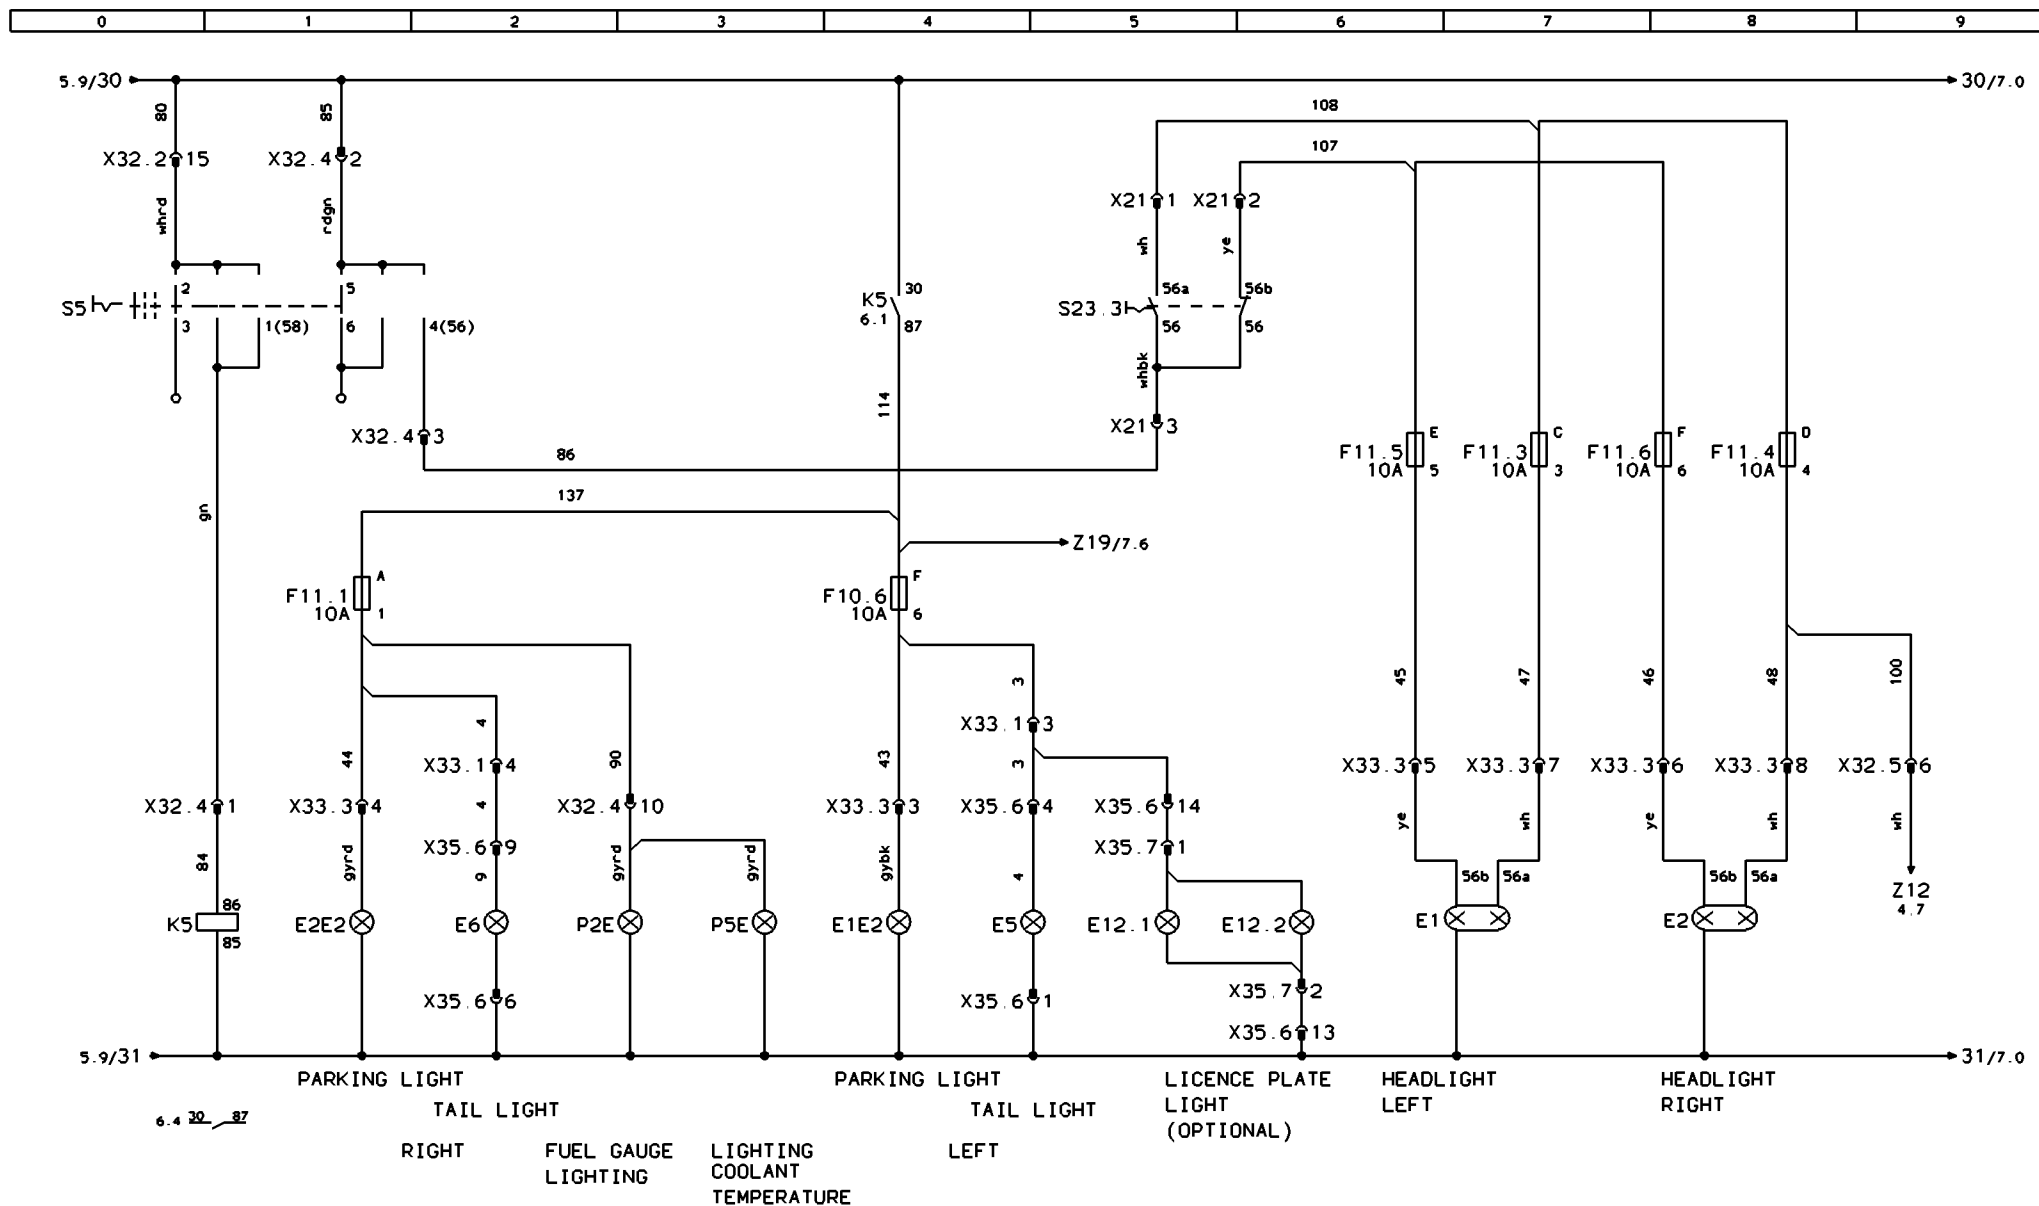 0 1 2 3 4 5 6 7 8 9
5.9/30 30/7.0
80 85 108
107
X32.2 15 X32.4 2
X21 1 X21 2
whrd rdgn wh ye
2 5 30 56a 56b
S5 K5 S23.3
6.1
3 1(58) 6 4(56) 87 56 56
whbk
114
X32.4 3 X21 3
E C F D
F11.5 F11.3 F11.6 F11.4
10A 5 10A 3 10A 6 10A 4
86
137
gn
Z19/7.6
A F
F11.1 F10.6
10A 1 10A 6
3 45 47 46 48 100
4 X33.1 3
44 X33.1 4 90 43 3 X33.3 5 X33.3 7 X33.3 6 X33.3 8 X32.5 6
X32.4 1 X33.3 4 4 X32.4 10 X33.3 3 X35.6 4 X35.6 14
ye wh ye wh wh
X35.6 9 X35.7 1
84 gyrd 9 gyrd gyrd gybk 4
56b 56a 56b 56a Z12
4.7
86
K5 E2E2 E6 P2E P5E E1E2 E5 E12.1 E12.2 E1 E2
85
X35.6 6 X35.6 1 X35.7 2
X35.6 13
5.9/31 31/7.0
PARKING LIGHT PARKING LIGHT LICENCE PLATE HEADLIGHT HEADLIGHT
TAIL LIGHT TAIL LIGHT LIGHT LEFT RIGHT
6.4 30 87
(OPTIONAL)
RIGHT FUEL GAUGE LIGHTING LEFT
LIGHTING COOLANT
TEMPERATURE